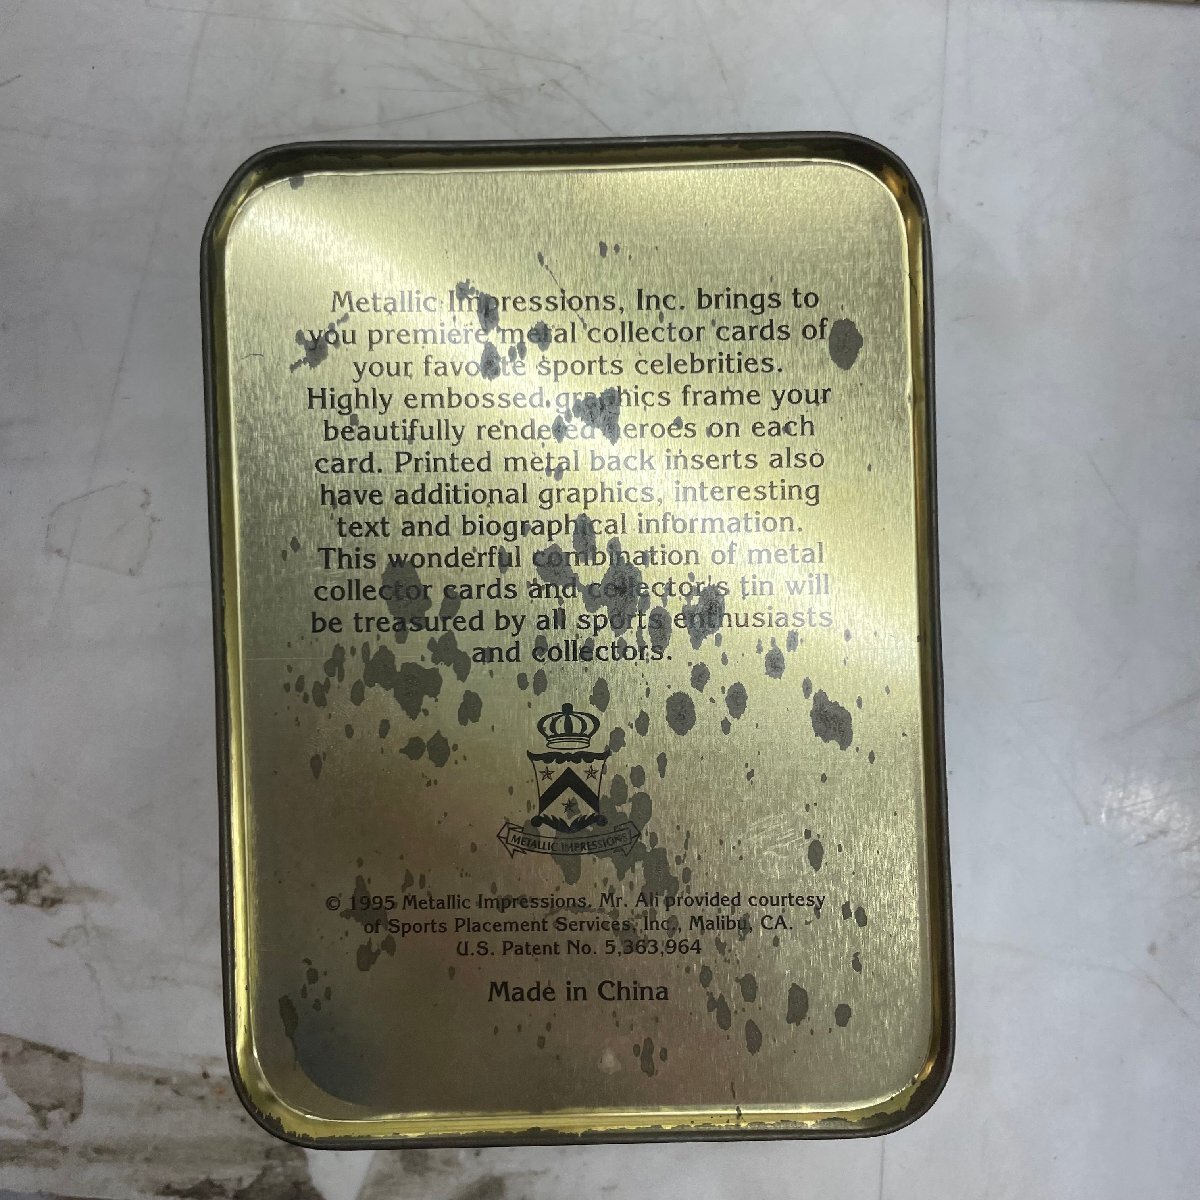 Metallic Impressions, Inc. brings to
you premiere metal collector cards of
your favorite sports celebrities.
Highly embossed graphics frame your
beautifully rendered heroes on each
card. Printed metal back inserts also
have additional graphics, interesting
text and biographical information.
This wonderful combination of metal
collector cards and collector's tin will
be treasured by all sports enthusiasts
and collectors.
METALLIC IMPRESSIONS
© 1995 Metallic Impressions. Mr. Ali provided courtesy
of Sports Placement Services, Inc., Malibu, CA.
U.S. Patent No. 5,363,964
Made in China